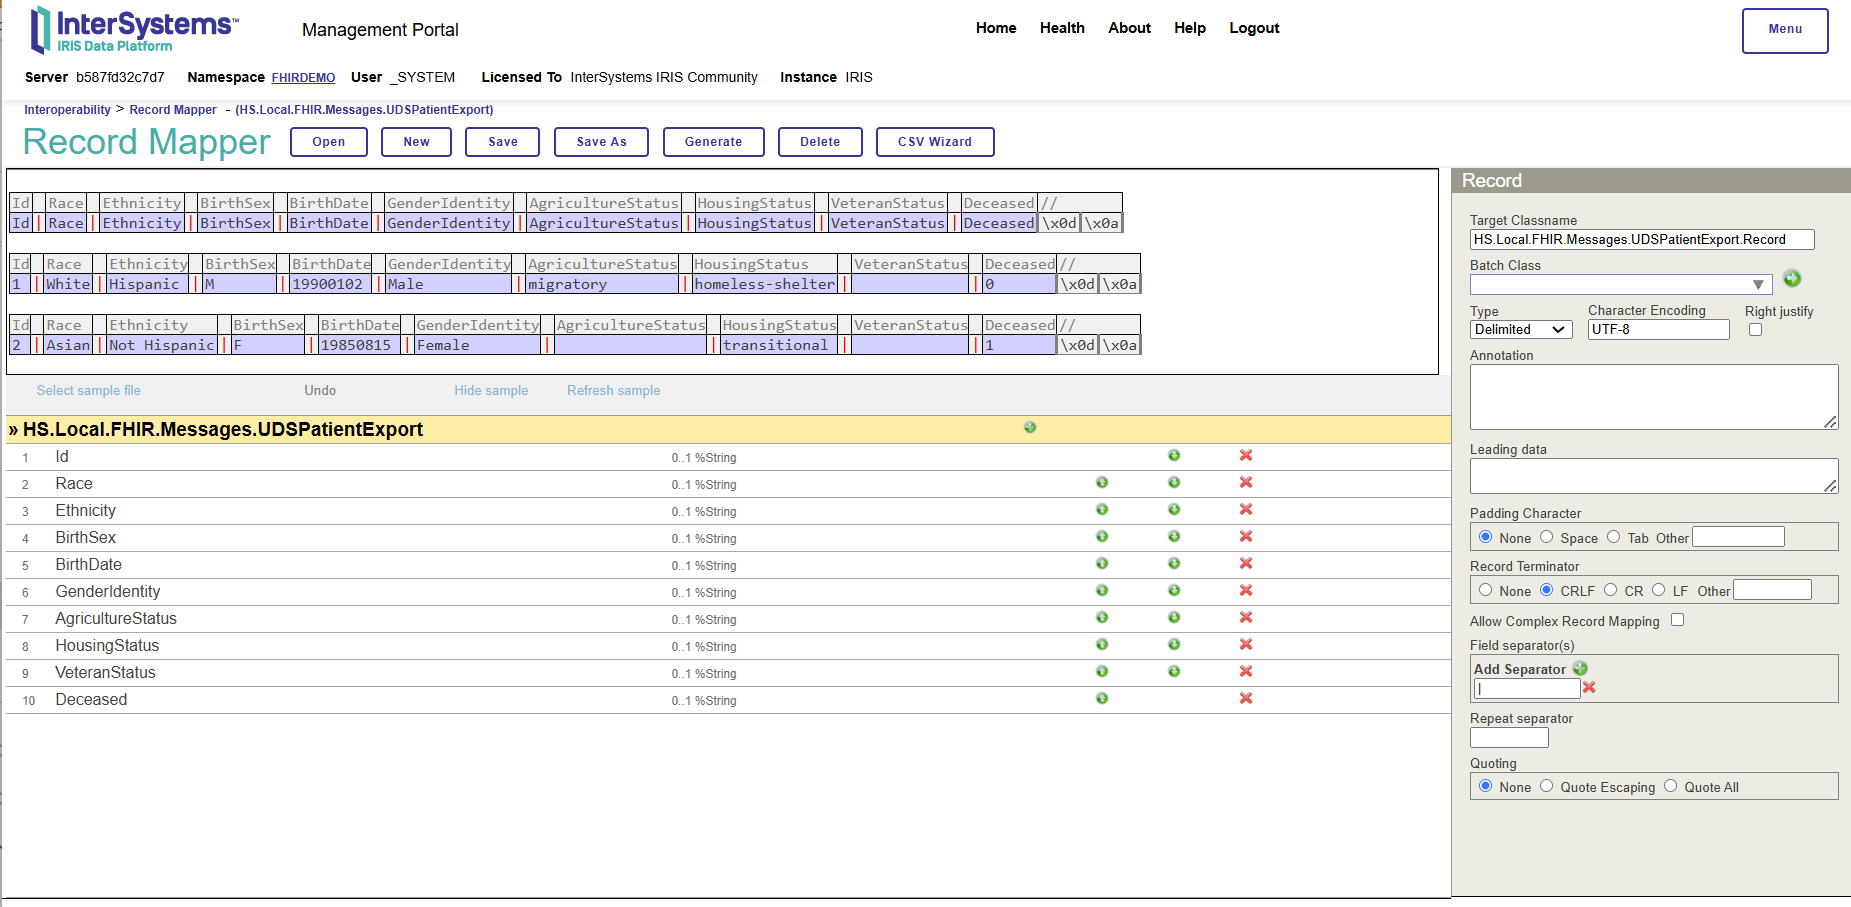 InterSystems™
IRIS Data Platform
Management Portal
Home Health About Help Logout
Menu
Server b587fd32c7d7 Namespace FHIRDEMO User _SYSTEM Licensed To InterSystems IRIS Community Instance IRIS
Interoperability > Record Mapper - (HS.Local.FHIR.Messages.UDSPatientExport)
Record Mapper
Open New Save Save As Generate Delete CSV Wizard
Id Race Ethnicity BirthSex BirthDate GenderIdentity AgricultureStatus HousingStatus VeteranStatus Deceased //
Id | Race | Ethnicity | BirthSex | BirthDate | GenderIdentity | AgricultureStatus | HousingStatus | VeteranStatus | Deceased \x0d \x0a
Id Race Ethnicity BirthSex BirthDate GenderIdentity AgricultureStatus HousingStatus VeteranStatus Deceased //
1 | White | Hispanic | M | 19900102 | Male | migratory | homeless-shelter | | 0 \x0d \x0a
Id Race Ethnicity BirthSex BirthDate GenderIdentity AgricultureStatus HousingStatus VeteranStatus Deceased //
2 | Asian | Not Hispanic | F | 19850815 | Female | | transitional | | 1 \x0d \x0a
Select sample file Undo Hide sample Refresh sample
» HS.Local.FHIR.Messages.UDSPatientExport
1 Id 0..1 %String
2 Race 0..1 %String
3 Ethnicity 0..1 %String
4 BirthSex 0..1 %String
5 BirthDate 0..1 %String
6 GenderIdentity 0..1 %String
7 AgricultureStatus 0..1 %String
8 HousingStatus 0..1 %String
9 VeteranStatus 0..1 %String
10 Deceased 0..1 %String
Record
Target Classname
HS.Local.FHIR.Messages.UDSPatientExport.Record
Batch Class
Type Character Encoding Right justify
Delimited UTF-8
Annotation
Leading data
Padding Character
None Space Tab Other
Record Terminator
None CRLF CR LF Other
Allow Complex Record Mapping
Field separator(s)
Add Separator
|
Repeat separator
Quoting
None Quote Escaping Quote All